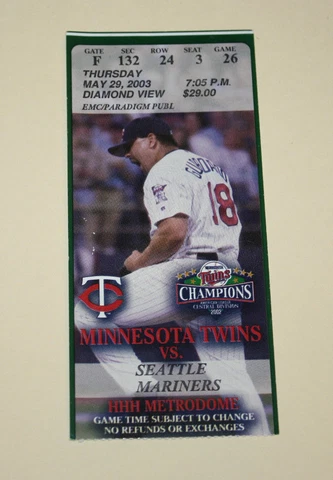 GATE SEC ROW SEAT GAME
F 132 24 3 26
THURSDAY
MAY 29, 2003 7:05 P.M.
DIAMOND VIEW $29.00
EMC/PARADIGM PUBL
18
TC
Twins
CHAMPIONS
CENTRAL DIVISION
2002
MINNESOTA TWINS
VS.
SEATTLE
MARINERS
HHH METRODOME
GAME TIME SUBJECT TO CHANGE
NO REFUNDS OR EXCHANGES